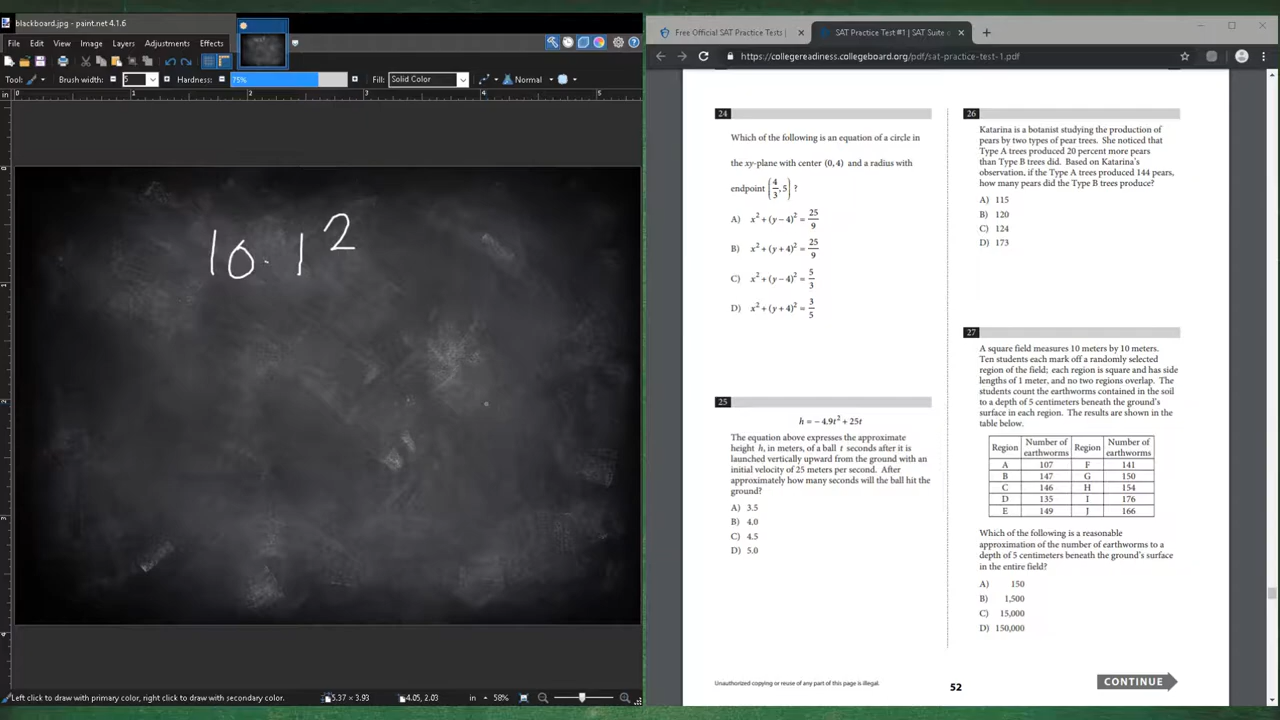 blackboard.jpg - paint.net 4.1.6
File Edit View Image Layers Adjustments Effects
Tool: Brush width: Hardness: 75% Fill: Solid Color Normal
0 1 2 3 4 5
10.1²
Left click to draw with primary color, right click to draw with secondary color. 5.37 × 3.93 4.05, 2.03 in 58%
Free Official SAT Practice Tests |
SAT Practice Test #1 | SAT Suite o
https://collegereadiness.collegeboard.org/pdf/sat-practice-test-1.pdf
24
Which of the following is an equation of a circle in
the xy-plane with center (0, 4) and a radius with
endpoint (4/3, 5) ?
A) x² + (y − 4)² = 25/9
B) x² + (y + 4)² = 25/9
C) x² + (y − 4)² = 5/3
D) x² + (y + 4)² = 3/5
25
h = − 4.9t² + 25t
The equation above expresses the approximate
height h, in meters, of a ball t seconds after it is
launched vertically upward from the ground with an
initial velocity of 25 meters per second. After
approximately how many seconds will the ball hit the
ground?
A) 3.5
B) 4.0
C) 4.5
D) 5.0
26
Katarina is a botanist studying the production of
pears by two types of pear trees. She noticed that
Type A trees produced 20 percent more pears
than Type B trees did. Based on Katarina's
observation, if the Type A trees produced 144 pears,
how many pears did the Type B trees produce?
A) 115
B) 120
C) 124
D) 173
27
A square field measures 10 meters by 10 meters.
Ten students each mark off a randomly selected
region of the field; each region is square and has side
lengths of 1 meter, and no two regions overlap. The
students count the earthworms contained in the soil
to a depth of 5 centimeters beneath the ground's
surface in each region. The results are shown in the
table below.
Region Number of earthworms Region Number of earthworms
A 107 F 141
B 147 G 150
C 146 H 154
D 135 I 176
E 149 J 166
Which of the following is a reasonable
approximation of the number of earthworms to a
depth of 5 centimeters beneath the ground's surface
in the entire field?
A) 150
B) 1,500
C) 15,000
D) 150,000
Unauthorized copying or reuse of any part of this page is illegal.
52
CONTINUE